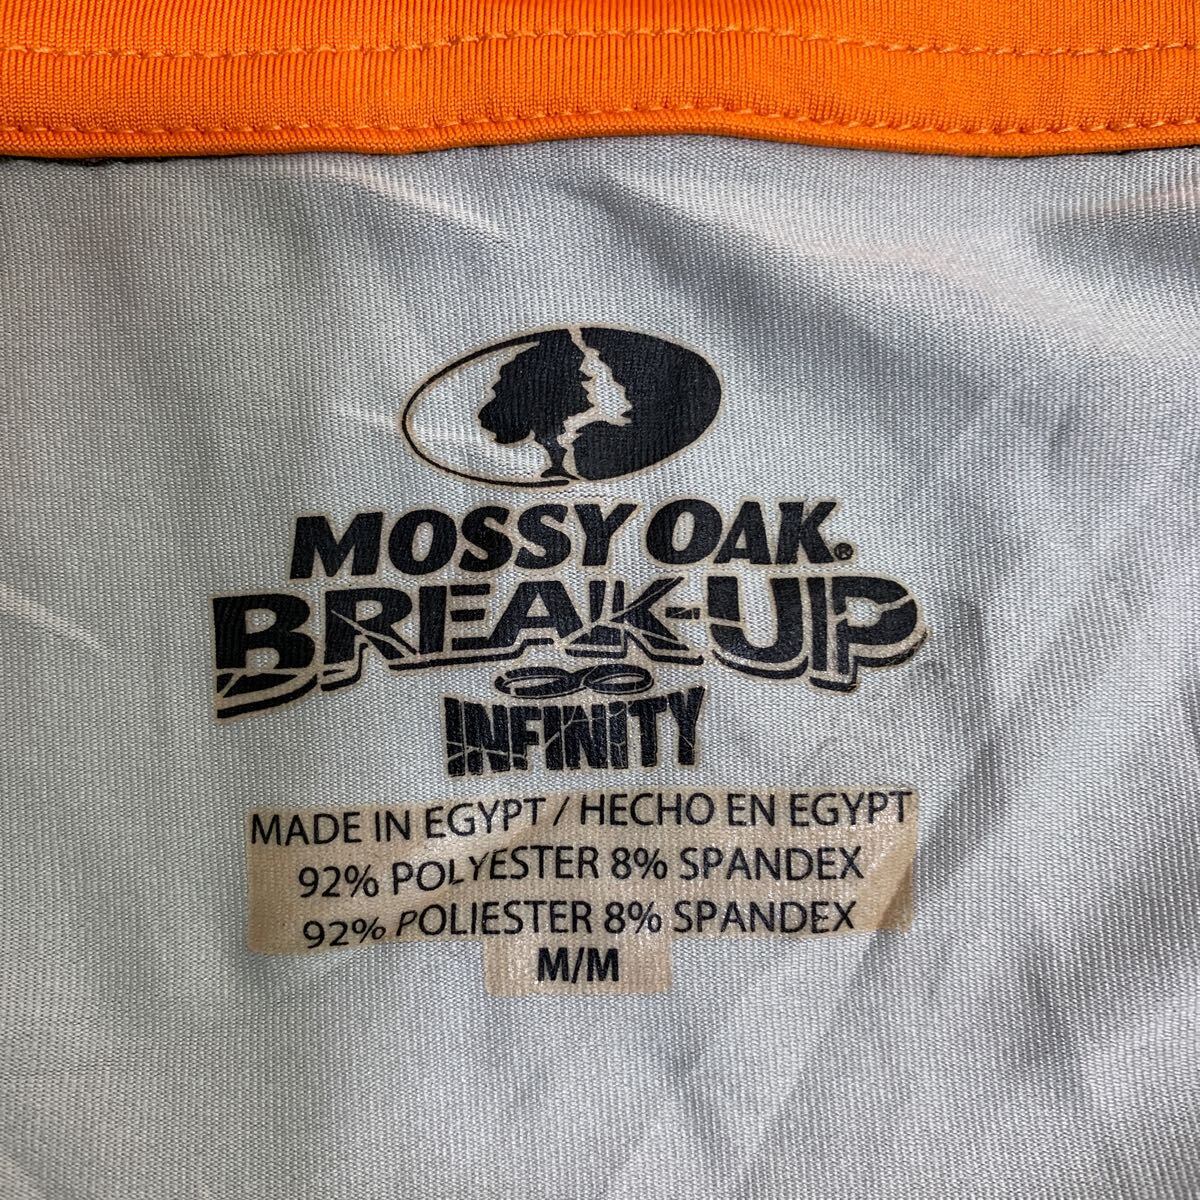 MOSSY OAK®
BREAK-UP
INFINITY
MADE IN EGYPT / HECHO EN EGYPT
92% POLYESTER 8% SPANDEX
92% POLIESTER 8% SPANDEX
M/M